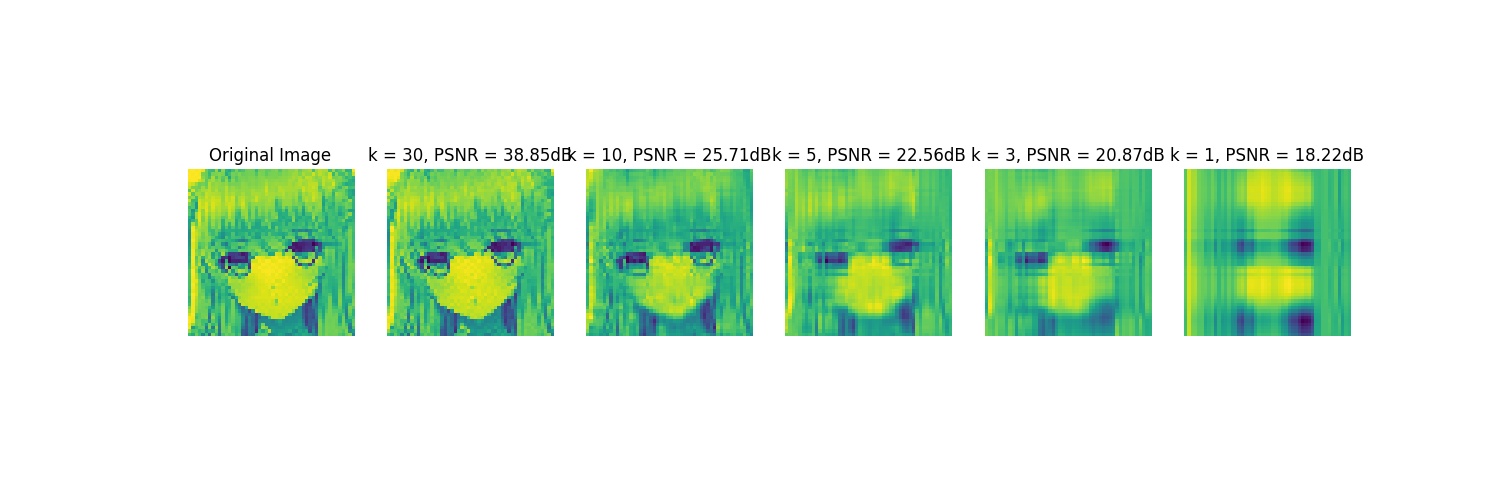 Original Image
k = 30, PSNR = 38.85dB
k = 10, PSNR = 25.71dB
k = 5, PSNR = 22.56dB
k = 3, PSNR = 20.87dB
k = 1, PSNR = 18.22dB